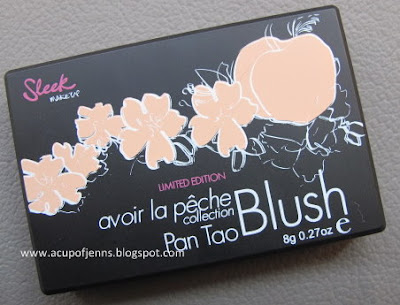 Sleek
MAKEUP
LIMITED EDITION
avoir la pêche
collection
Pan Tao Blush
8g 0.27oz e
www.acupofjenns.blogspot.com